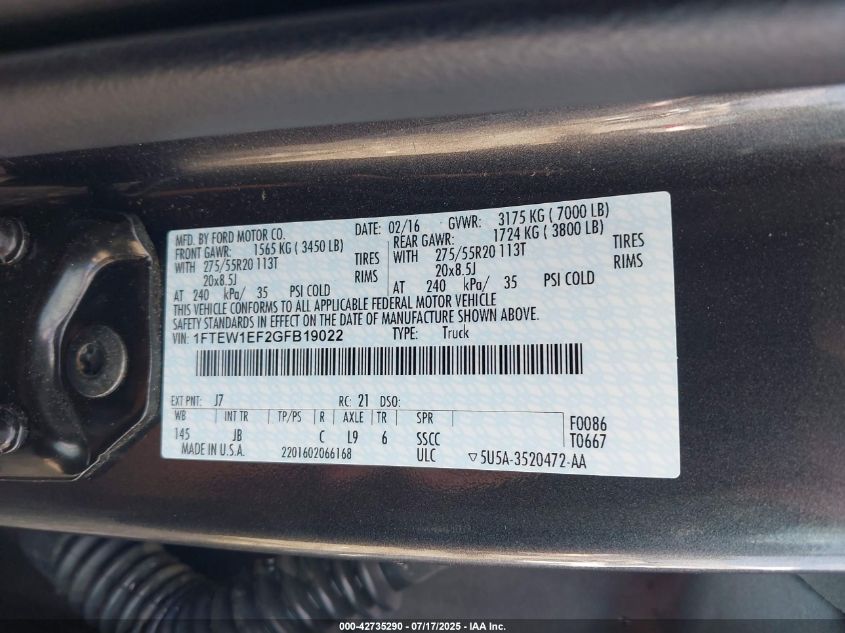 MFD. BY FORD MOTOR CO. DATE: 02/16 GVWR: 3175 KG ( 7000 LB)
FRONT GAWR: 1565 KG ( 3450 LB) REAR GAWR: 1724 KG ( 3800 LB)
WITH 275/55R20 113T TIRES WITH 275/55R20 113T TIRES
20x8.5J RIMS 20x8.5J RIMS
AT 240 kPa/ 35 PSI COLD AT 240 kPa/ 35 PSI COLD
THIS VEHICLE CONFORMS TO ALL APPLICABLE FEDERAL MOTOR VEHICLE
SAFETY STANDARDS IN EFFECT ON THE DATE OF MANUFACTURE SHOWN ABOVE.
VIN: 1FTEW1EF2GFB19022 TYPE: Truck
EXT PNT: J7 RC: 21 DSO:
WB INT TR TP/PS R AXLE TR SPR F0086
145 JB C L9 6 SSCC T0667
MADE IN U.S.A. 2201602066168 ULC ▽5U5A-3520472-AA
000-42735290 - 07/17/2025 - IAA Inc.